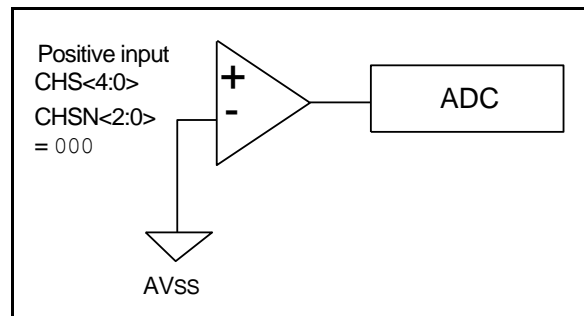 Positive input
CHS<4:0>
CHSN<2:0>
= 000
+
-
ADC
AVSS